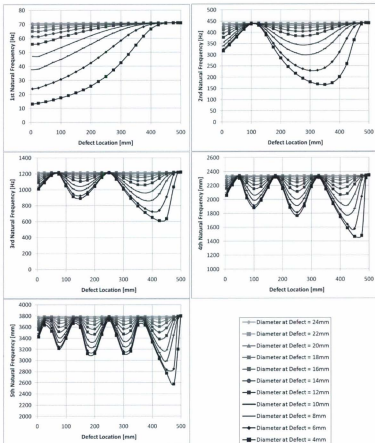 80
70
60
50
40
30
20
10
0
1st Natural Frequency [Hz]
0 100 200 300 400 500
Defect Location [mm]
500
450
400
350
300
250
200
150
100
50
0
2nd Natural Frequency [Hz]
0 100 200 300 400 500
Defect Location [mm]
1400
1200
1000
800
600
400
200
0
3rd Natural Frequency [Hz]
0 100 200 300 400 500
Defect Location [mm]
2600
2400
2200
2000
1800
1600
1400
1200
1000
4th Natural Frequency [Hz]
0 100 200 300 400 500
Defect Location [mm]
4000
3800
3600
3400
3200
3000
2800
2600
2400
2200
2000
5th Natural Frequency [Hz]
0 100 200 300 400 500
Defect Location [mm]
Diameter at Defect = 24mm
Diameter at Defect = 22mm
Diameter at Defect = 20mm
Diameter at Defect = 18mm
Diameter at Defect = 16mm
Diameter at Defect = 14mm
Diameter at Defect = 12mm
Diameter at Defect = 10mm
Diameter at Defect = 8mm
Diameter at Defect = 6mm
Diameter at Defect = 4mm